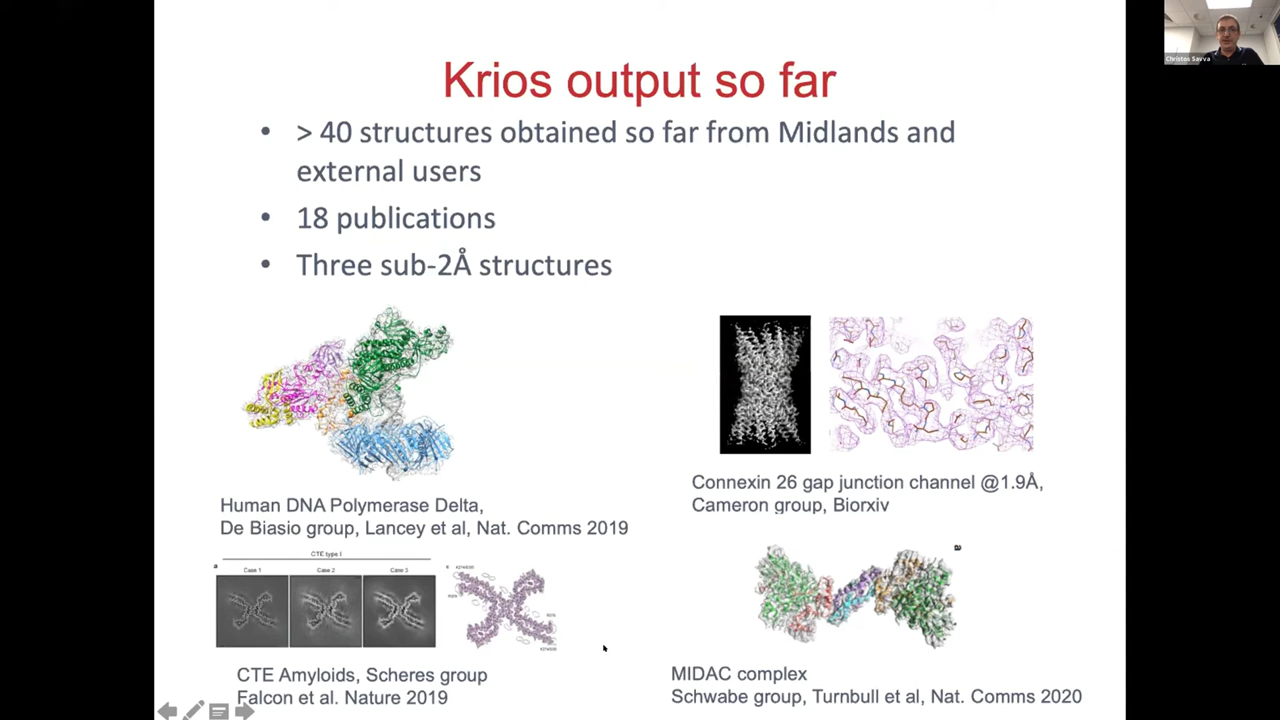 Krios output so far
• > 40 structures obtained so far from Midlands and
external users
• 18 publications
• Three sub-2Å structures
Human DNA Polymerase Delta,
De Biasio group, Lancey et al, Nat. Comms 2019
Connexin 26 gap junction channel @1.9Å,
Cameron group, Biorxiv
CTE type I
a Case 1 Case 2 Case 3
CTE Amyloids, Scheres group
Falcon et al. Nature 2019
MIDAC complex
Schwabe group, Turnbull et al, Nat. Comms 2020
Christos Savva